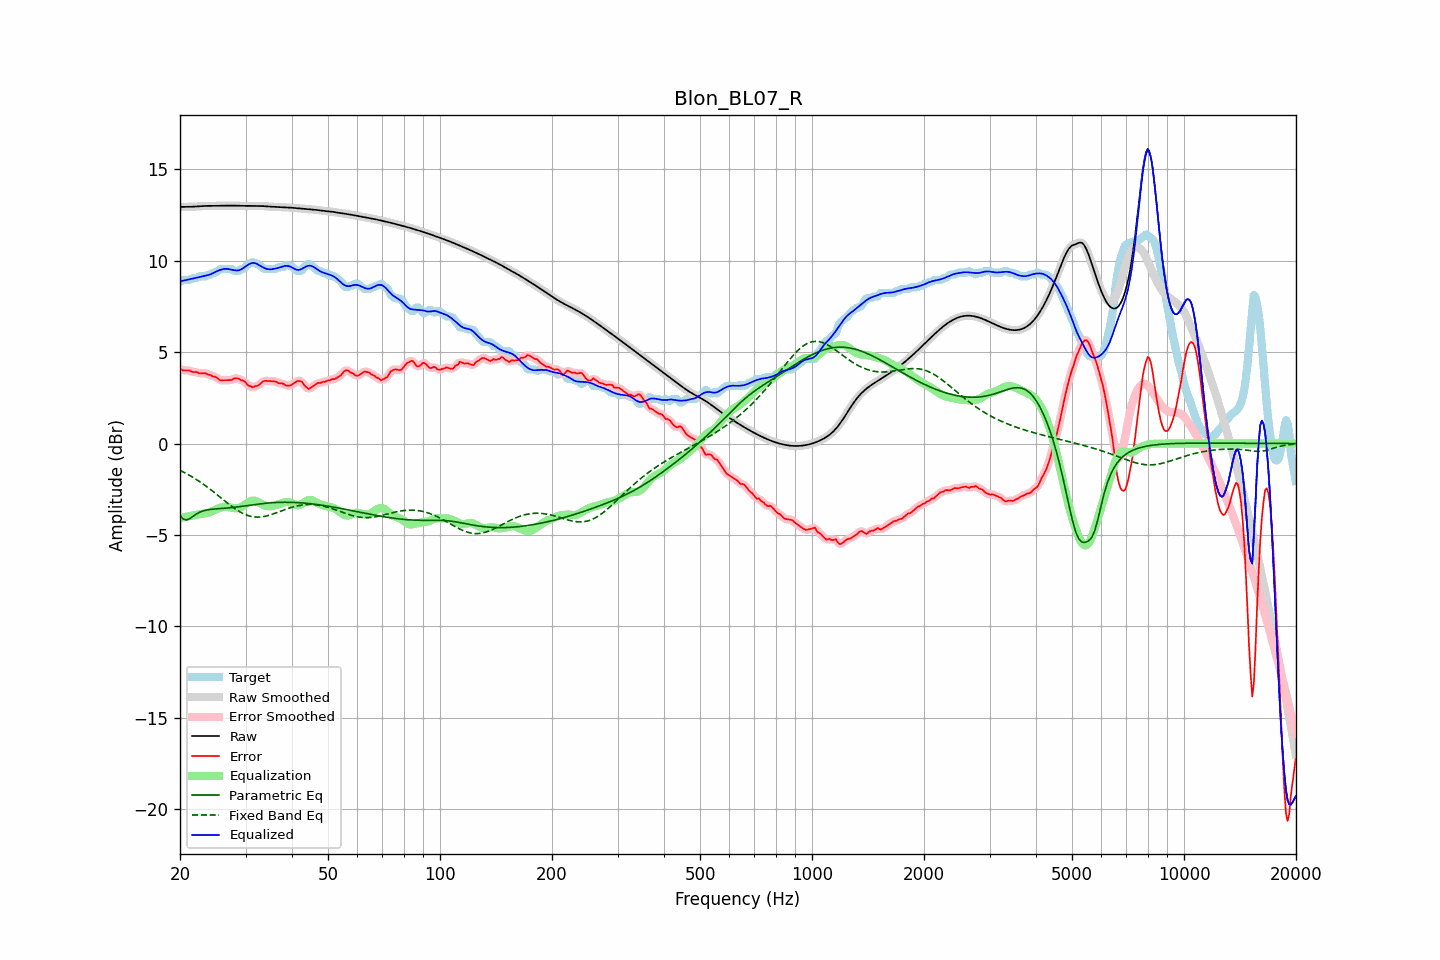 Blon_BL07_R
Amplitude (dBr)
15
10
5
0
−5
−10
−15
−20
Target
Raw Smoothed
Error Smoothed
Raw
Error
Equalization
Parametric Eq
Fixed Band Eq
Equalized
20 50 100 200 500 1000 2000 5000 10000 20000
Frequency (Hz)